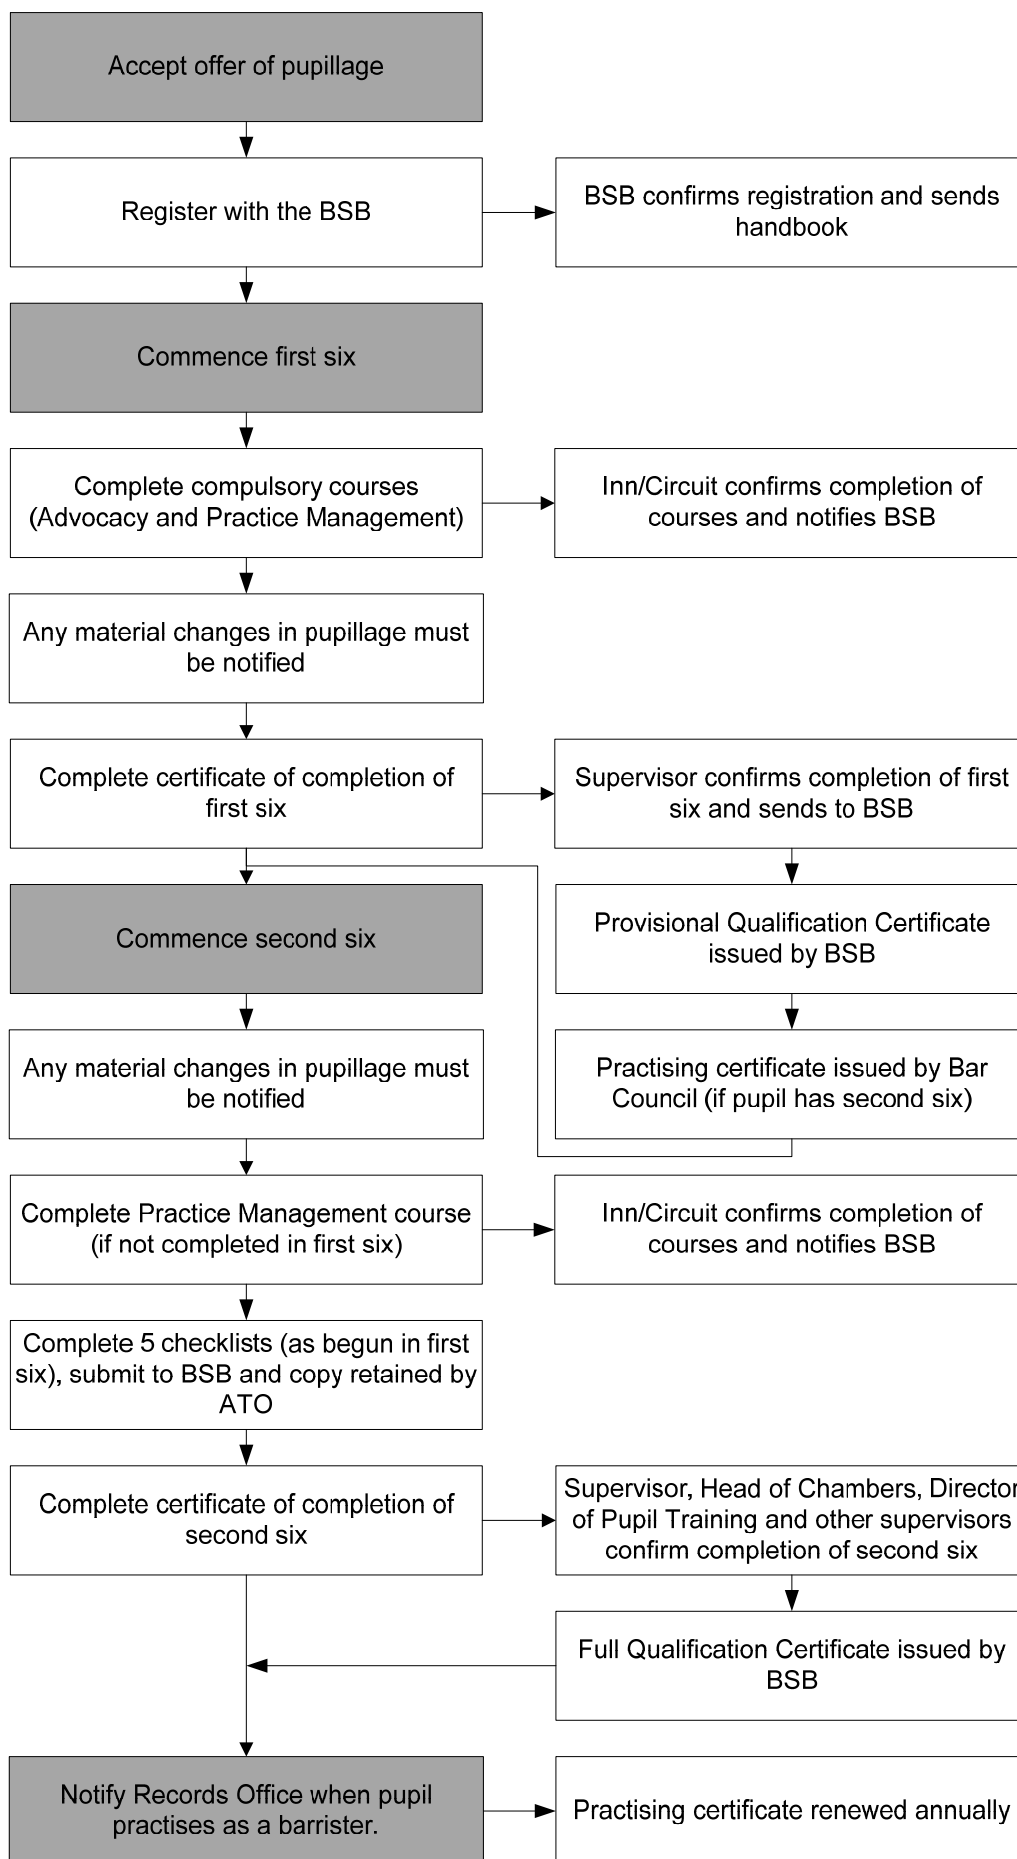 Accept offer of pupillage
Register with the BSB
BSB confirms registration and sends
handbook
Commence first six
Complete compulsory courses
(Advocacy and Practice Management)
Inn/Circuit confirms completion of
courses and notifies BSB
Any material changes in pupillage must
be notified
Complete certificate of completion of
first six
Supervisor confirms completion of first
six and sends to BSB
Commence second six
Provisional Qualification Certificate
issued by BSB
Any material changes in pupillage must
be notified
Practising certificate issued by Bar
Council (if pupil has second six)
Complete Practice Management course
(if not completed in first six)
Inn/Circuit confirms completion of
courses and notifies BSB
Complete 5 checklists (as begun in first
six), submit to BSB and copy retained by
ATO
Complete certificate of completion of
second six
Supervisor, Head of Chambers, Director
of Pupil Training and other supervisors
confirm completion of second six
Full Qualification Certificate issued by
BSB
Notify Records Office when pupil
practises as a barrister.
Practising certificate renewed annually